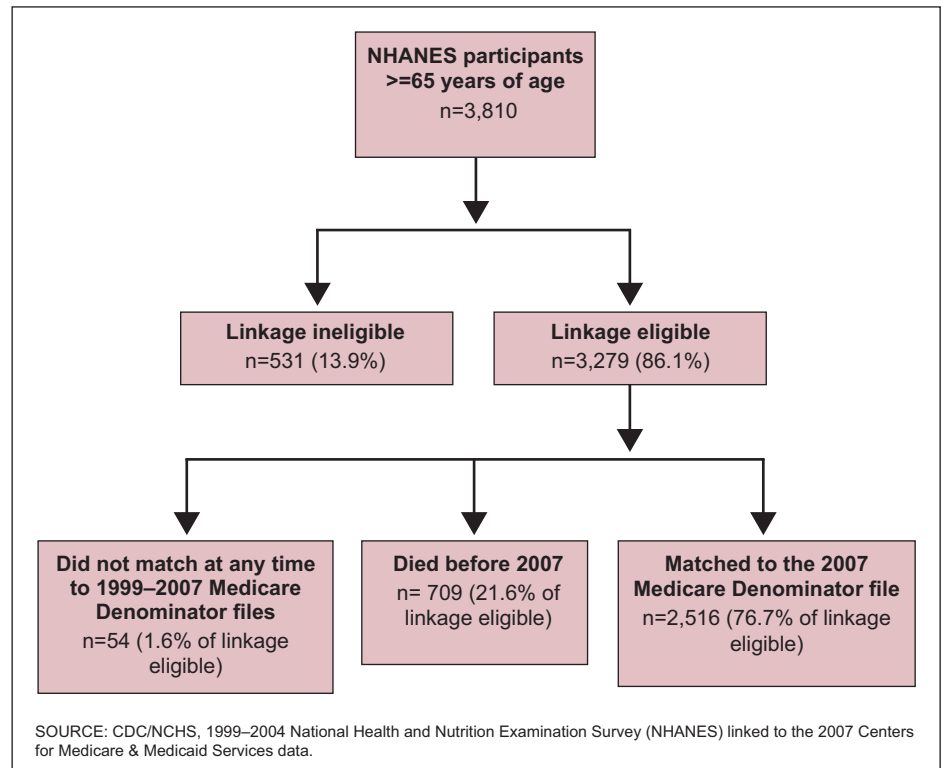 NHANES participants
>=65 years of age
n=3,810
Linkage ineligible
n=531 (13.9%)
Linkage eligible
n=3,279 (86.1%)
Did not match at any time
to 1999–2007 Medicare
Denominator files
n=54 (1.6% of linkage
eligible)
Died before 2007
n= 709 (21.6% of
linkage eligible)
Matched to the 2007
Medicare Denominator file
n=2,516 (76.7% of linkage
eligible)
SOURCE: CDC/NCHS, 1999–2004 National Health and Nutrition Examination Survey (NHANES) linked to the 2007 Centers
for Medicare & Medicaid Services data.